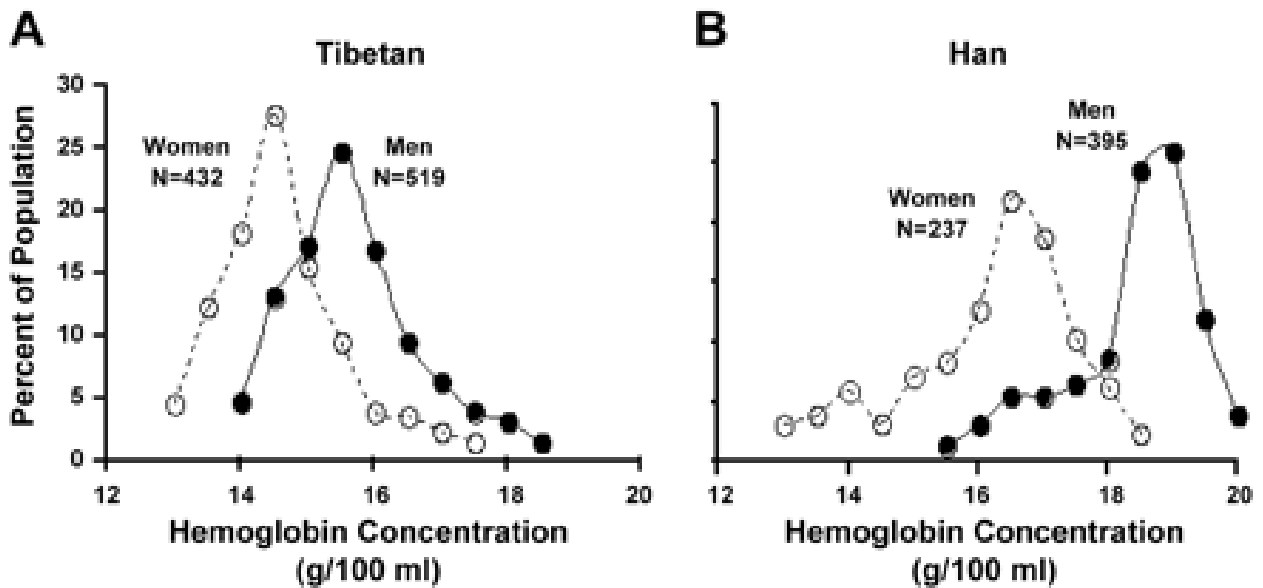 A
Tibetan
30
25
20
15
10
5
0
Percent of Population
Women
N=432
Men
N=519
12 14 16 18 20
Hemoglobin Concentration
(g/100 ml)
B
Han
Men
N=395
Women
N=237
12 14 16 18 20
Hemoglobin Concentration
(g/100 ml)